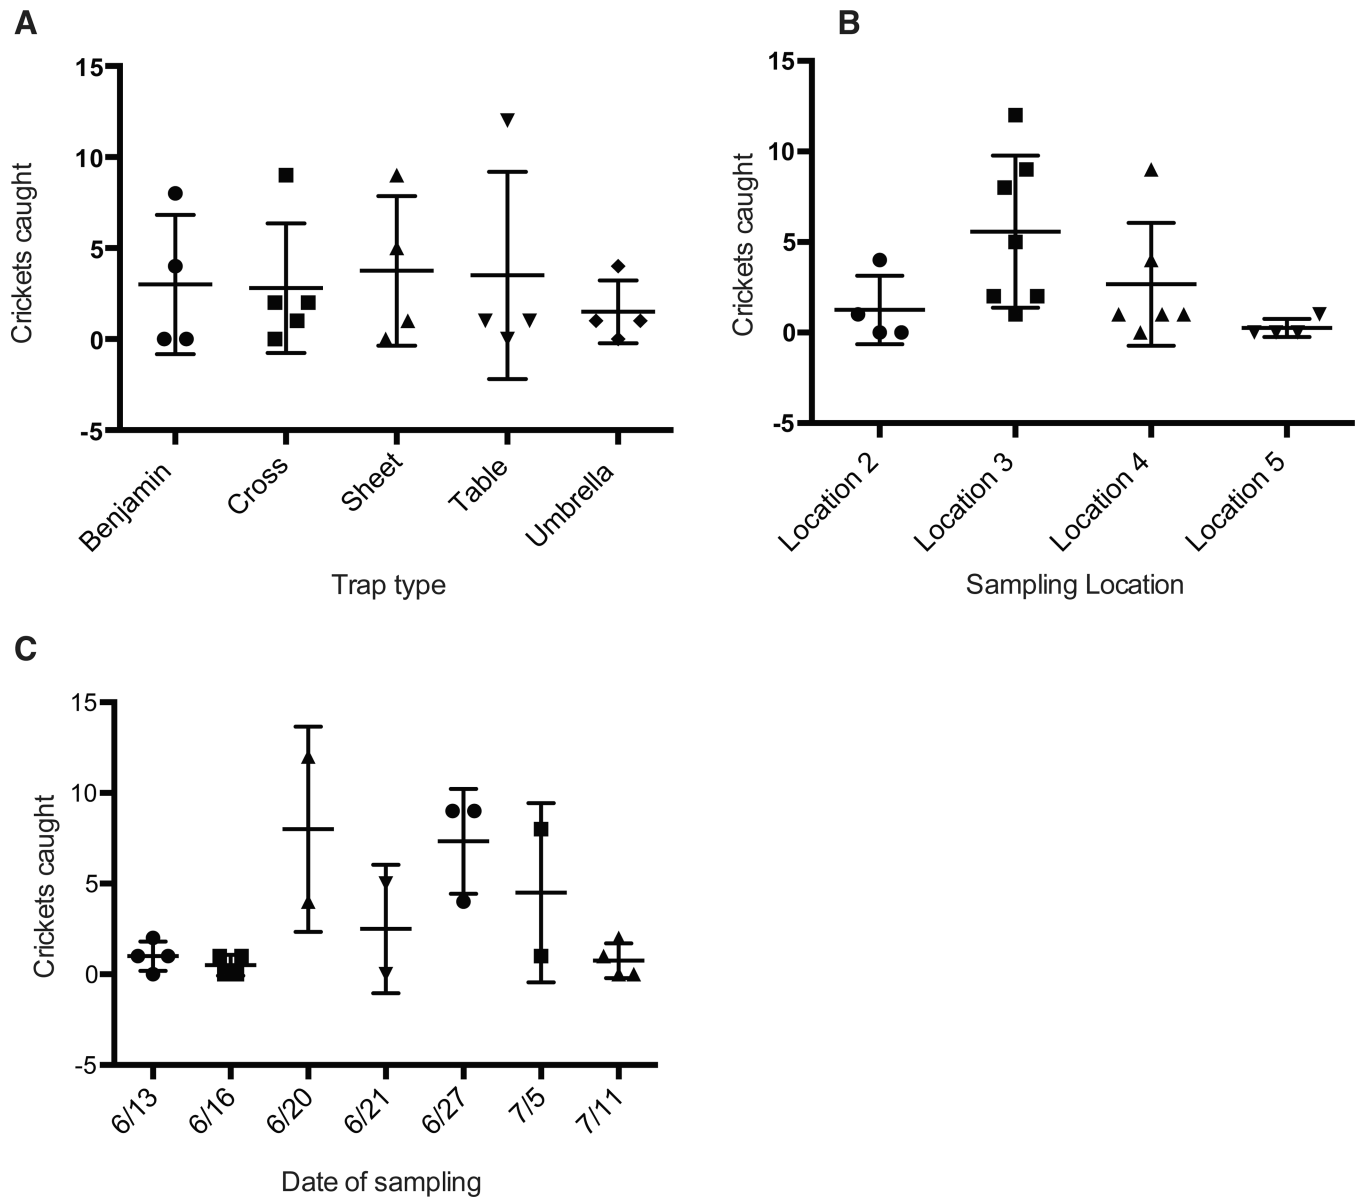 A
15
10
5
0
-5
Crickets caught
Benjamin
Cross
Sheet
Table
Umbrella
Trap type
B
15
10
5
0
-5
Crickets caught
Location 2
Location 3
Location 4
Location 5
Sampling Location
C
15
10
5
0
-5
Crickets caught
6/13
6/16
6/20
6/21
6/27
7/5
7/11
Date of sampling